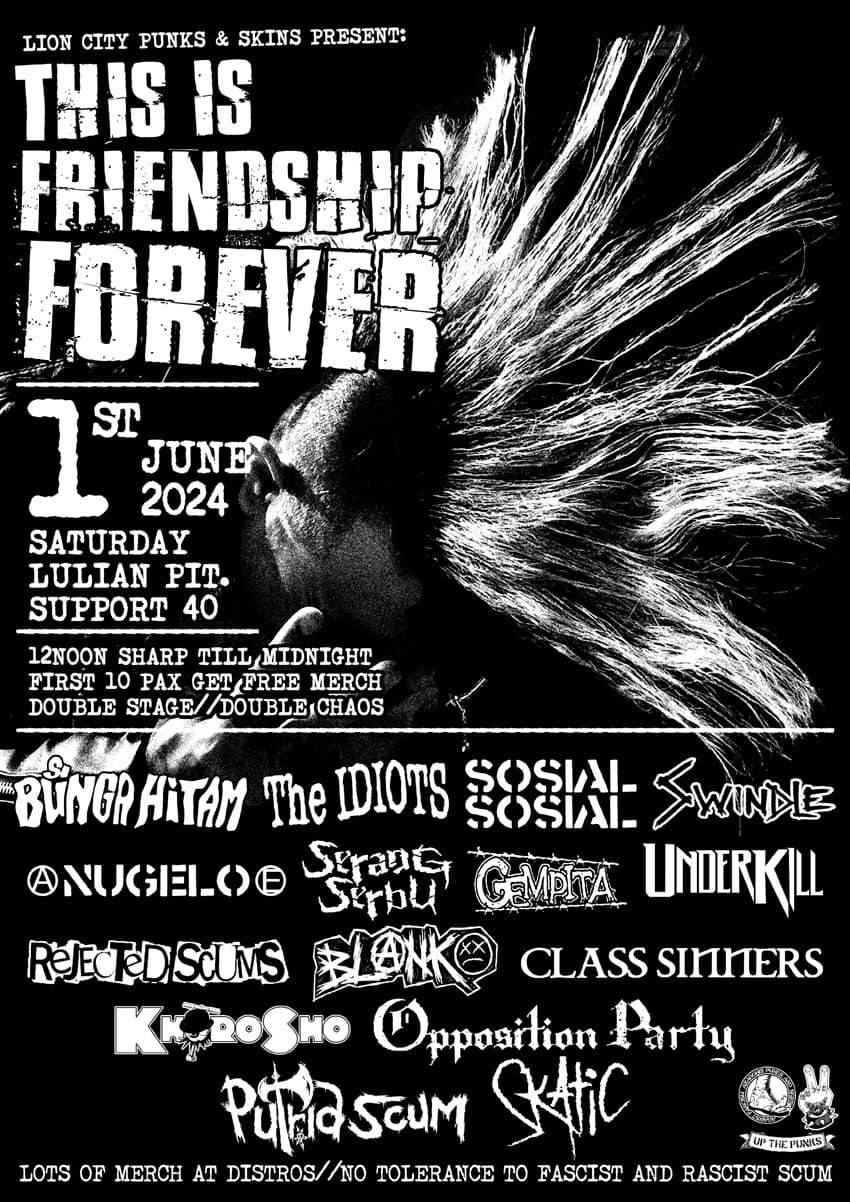 LION CITY PUNKS & SKINS PRESENT:
THIS IS
FRIENDSHIP
FOREVER
1ST
JUNE
2024
SATURDAY
LULIAN PIT.
SUPPORT 40
12NOON SHARP TILL MIDNIGHT
FIRST 10 PAX GET FREE MERCH
DOUBLE STAGE//DOUBLE CHAOS
SI BUNGA HITAM The IDIOTS SOSIAL SOSIAL SWINDLE
ANUGELOE SERANG SERBU GEMPITA UNDERKILL
REJECTED SCUMS BLANKO CLASS SINNERS
KHOROSHO Opposition Party
PUTRID SCUM SKATIC
UP THE PUNKS
LOTS OF MERCH AT DISTROS//NO TOLERANCE TO FASCIST AND RASCIST SCUM